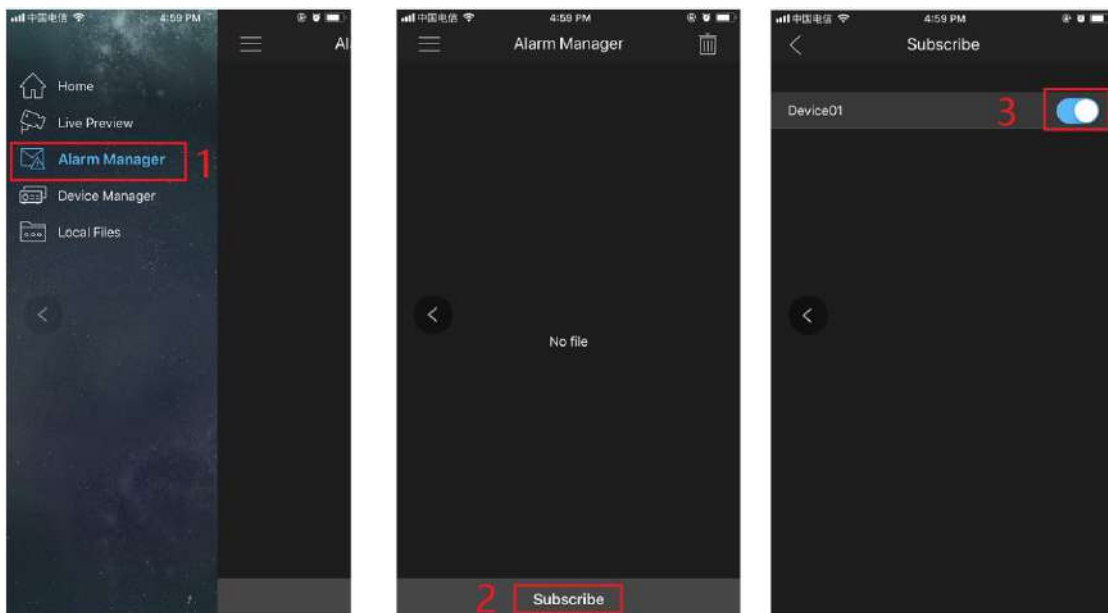 中国电信 4:59 PM
Al
Home
Live Preview
Alarm Manager 1
Device Manager
Local Files
中国电信 4:59 PM
Alarm Manager
No file
2 Subscribe
中国电信 4:59 PM
Subscribe
Device01 3